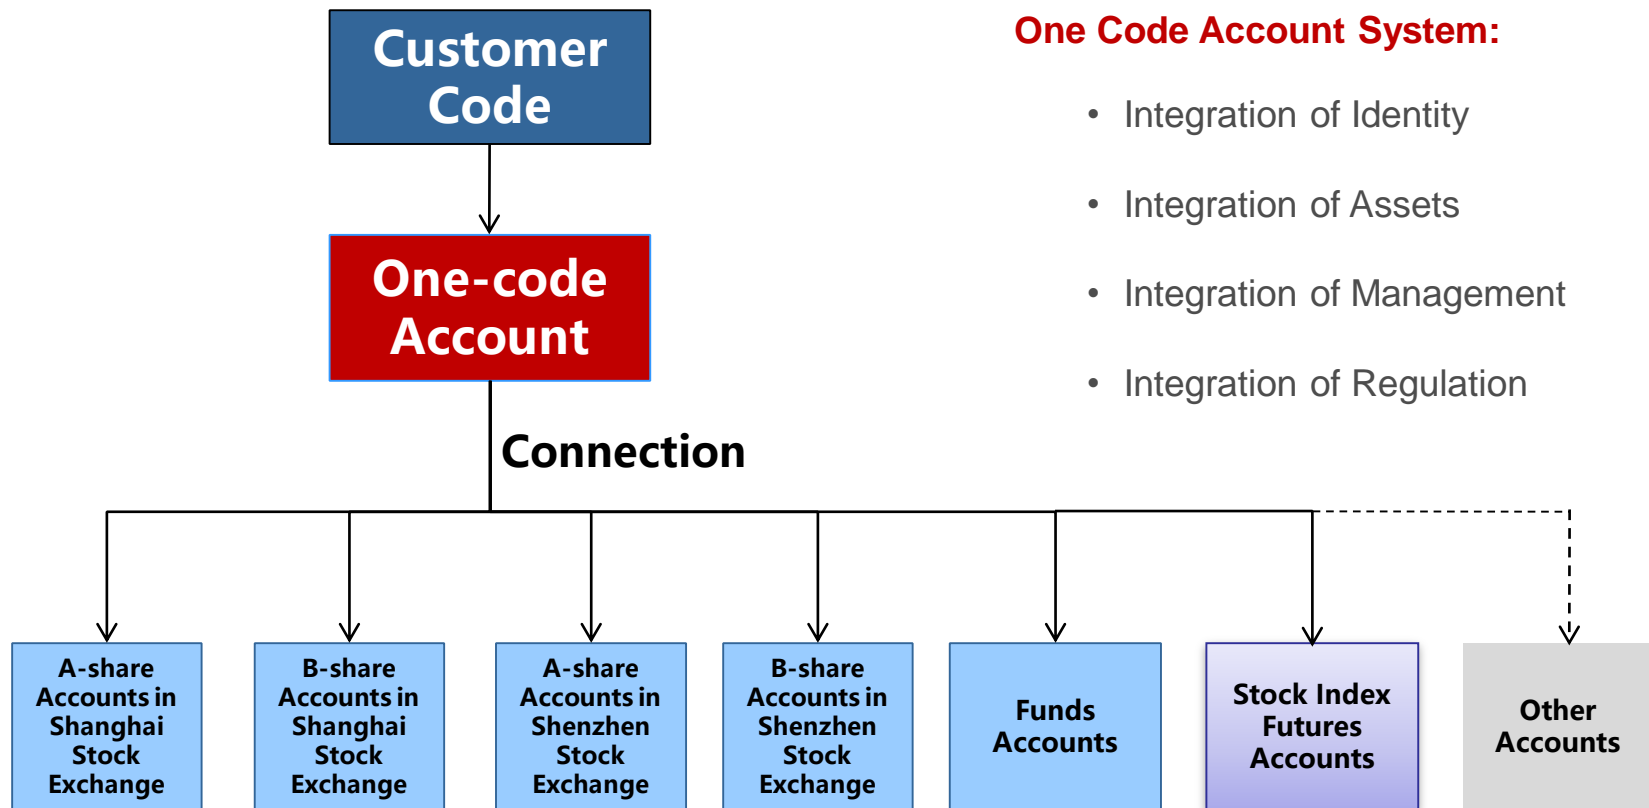 Customer
Code
One Code Account System:
• Integration of Identity
• Integration of Assets
• Integration of Management
• Integration of Regulation
One-code
Account
Connection
A-share
Accounts in
Shanghai
Stock
Exchange
B-share
Accounts in
Shanghai
Stock
Exchange
A-share
Accounts in
Shenzhen
Stock
Exchange
B-share
Accounts in
Shenzhen
Stock
Exchange
Funds
Accounts
Stock Index
Futures
Accounts
Other
Accounts